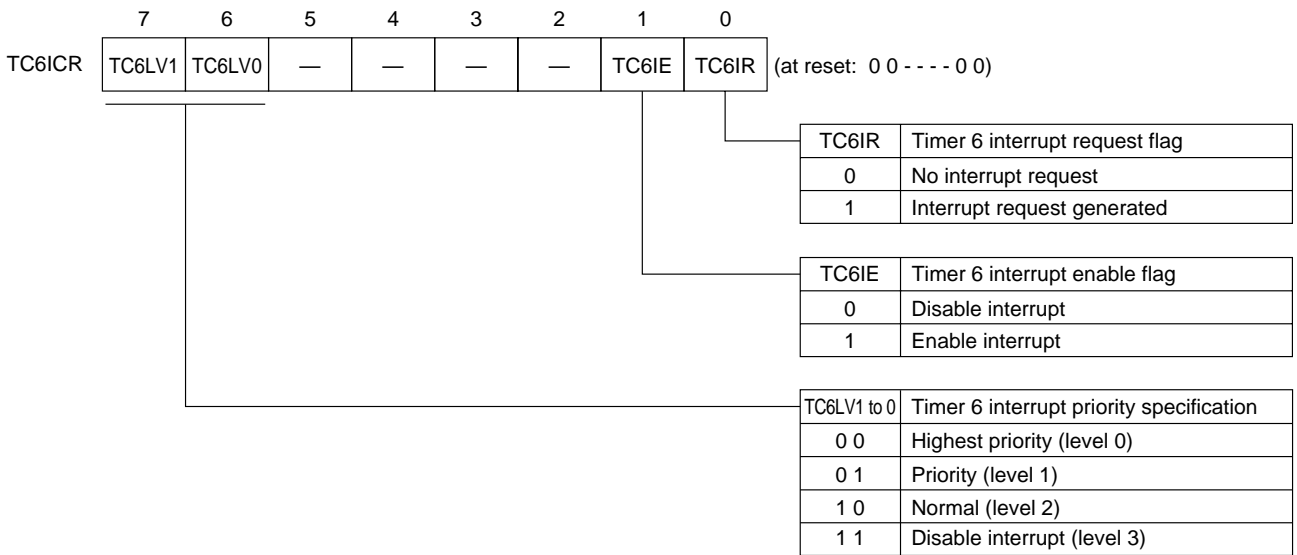 7 6 5 4 3 2 1 0
TC6ICR TC6LV1 TC6LV0 — — — — TC6IE TC6IR (at reset: 0 0 - - - - 0 0)
TC6IR Timer 6 interrupt request flag
0 No interrupt request
1 Interrupt request generated
TC6IE Timer 6 interrupt enable flag
0 Disable interrupt
1 Enable interrupt
TC6LV1 to 0 Timer 6 interrupt priority specification
0 0 Highest priority (level 0)
0 1 Priority (level 1)
1 0 Normal (level 2)
1 1 Disable interrupt (level 3)